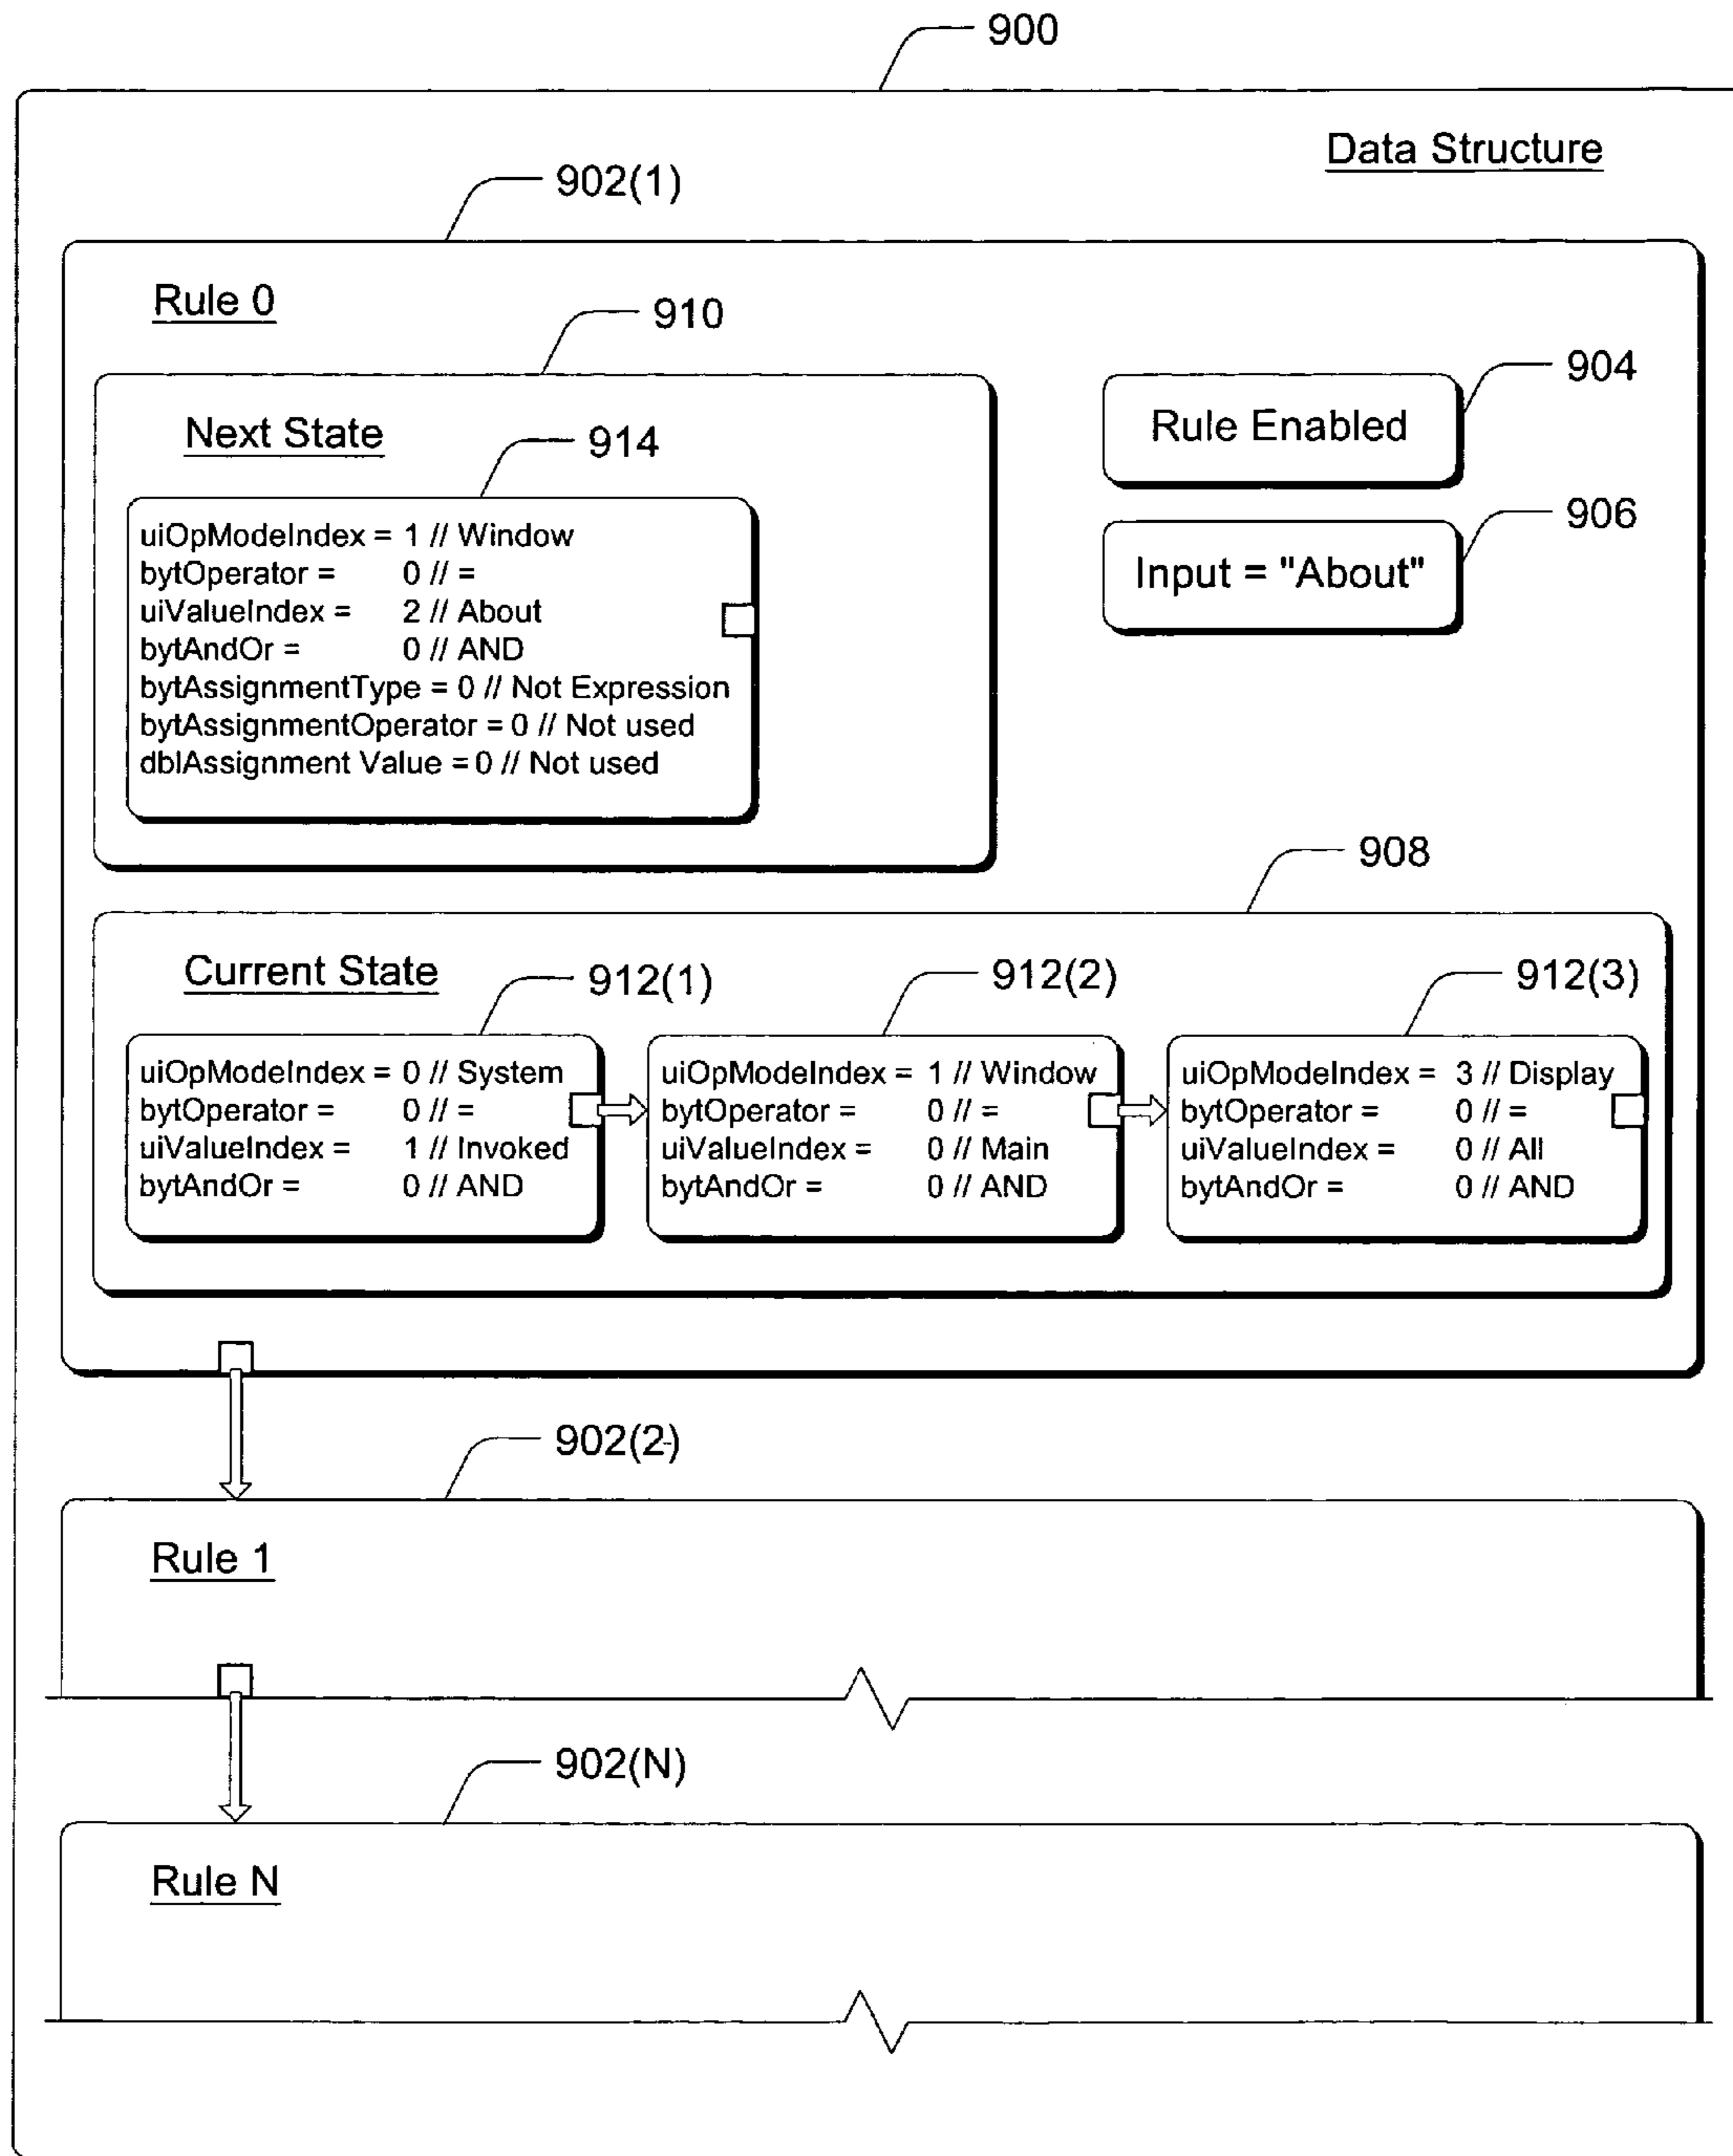 900
Data Structure
902(1)
Rule 0
910
904
Next State
914
Rule Enabled
uiOpModeIndex = 1 // Window
bytOperator = 0 // =
uiValueIndex = 2 // About
bytAndOr = 0 // AND
bytAssignmentType = 0 // Not Expression
bytAssignmentOperator = 0 // Not used
dblAssignment Value = 0 // Not used
906
Input = "About"
908
Current State
912(1)
912(2)
912(3)
uiOpModeIndex = 0 // System
bytOperator = 0 // =
uiValueIndex = 1 // Invoked
bytAndOr = 0 // AND
uiOpModeIndex = 1 // Window
bytOperator = 0 // =
uiValueIndex = 0 // Main
bytAndOr = 0 // AND
uiOpModeIndex = 3 // Display
bytOperator = 0 // =
uiValueIndex = 0 // All
bytAndOr = 0 // AND
902(2)
Rule 1
902(N)
Rule N